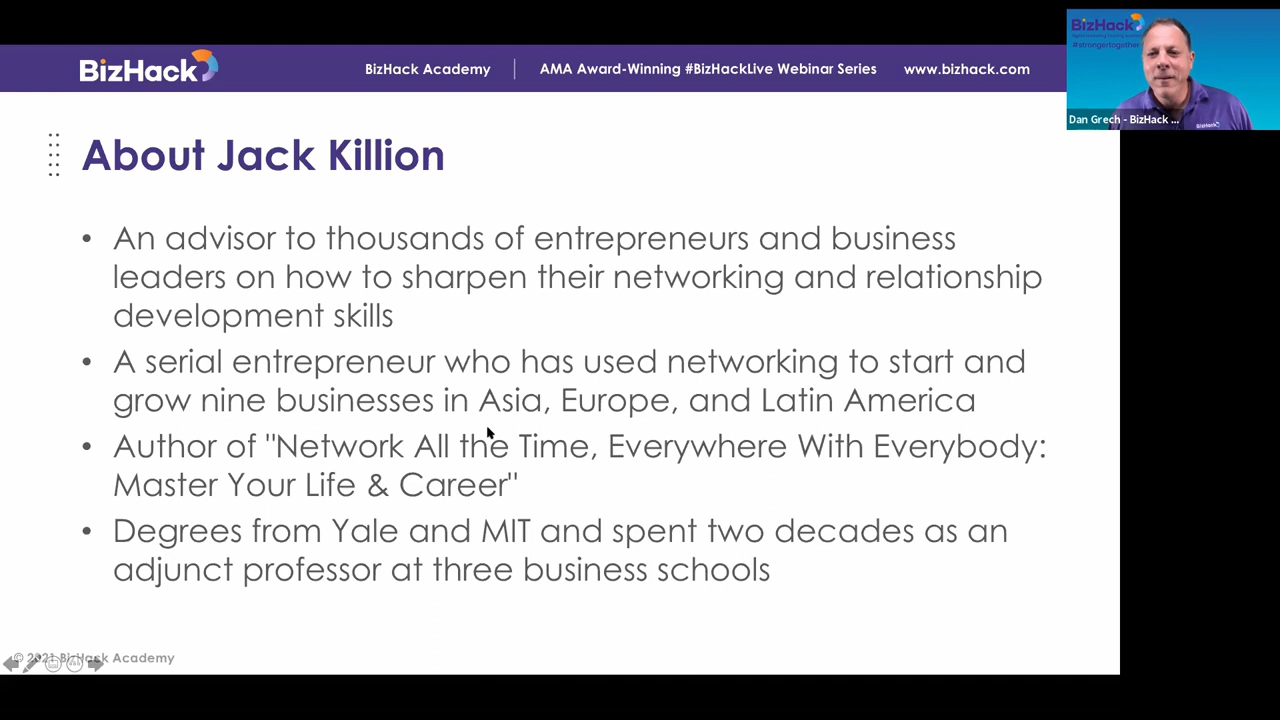 BizHack
BizHack Academy
AMA Award-Winning #BizHackLive Webinar Series
www.bizhack.com
BizHack
#strongertogether
Dan Grech - BizHack ...
BizHack
About Jack Killion
• An advisor to thousands of entrepreneurs and business
leaders on how to sharpen their networking and relationship
development skills
• A serial entrepreneur who has used networking to start and
grow nine businesses in Asia, Europe, and Latin America
• Author of "Network All the Time, Everywhere With Everybody:
Master Your Life & Career"
• Degrees from Yale and MIT and spent two decades as an
adjunct professor at three business schools
© 2021 BizHack Academy